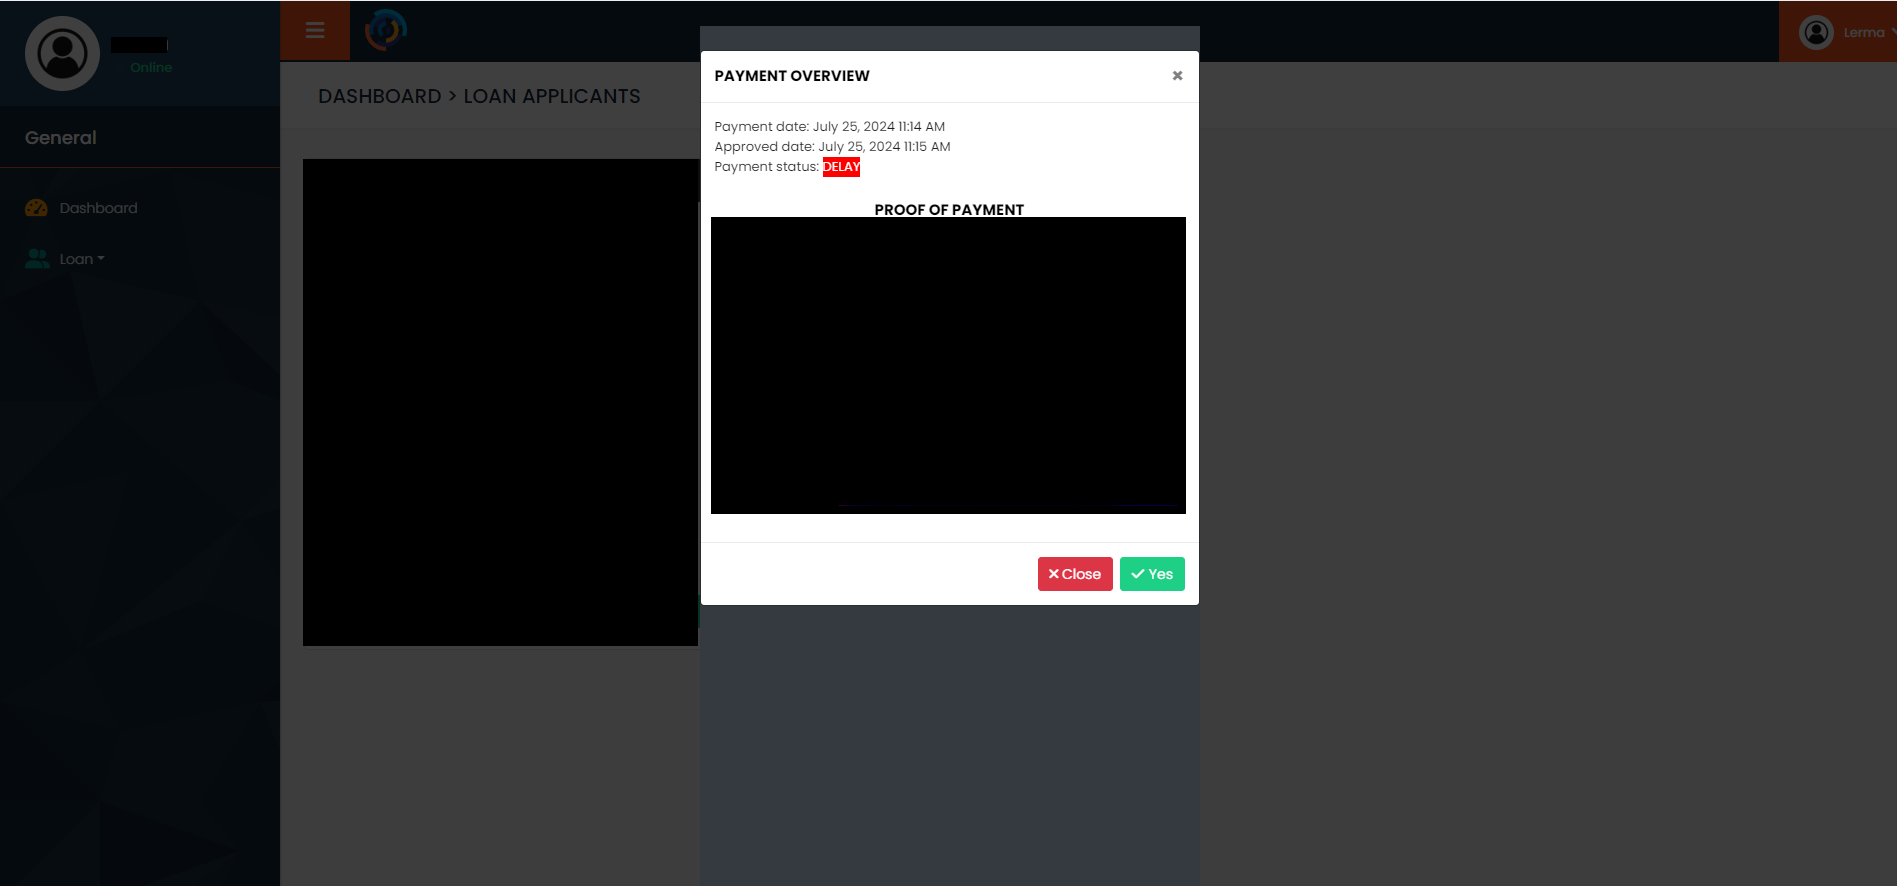 Online
Lerma
DASHBOARD > LOAN APPLICANTS
General
Dashboard
Loan
PAYMENT OVERVIEW
Payment date: July 25, 2024 11:14 AM
Approved date: July 25, 2024 11:15 AM
Payment status: DELAY
PROOF OF PAYMENT
Close
Yes